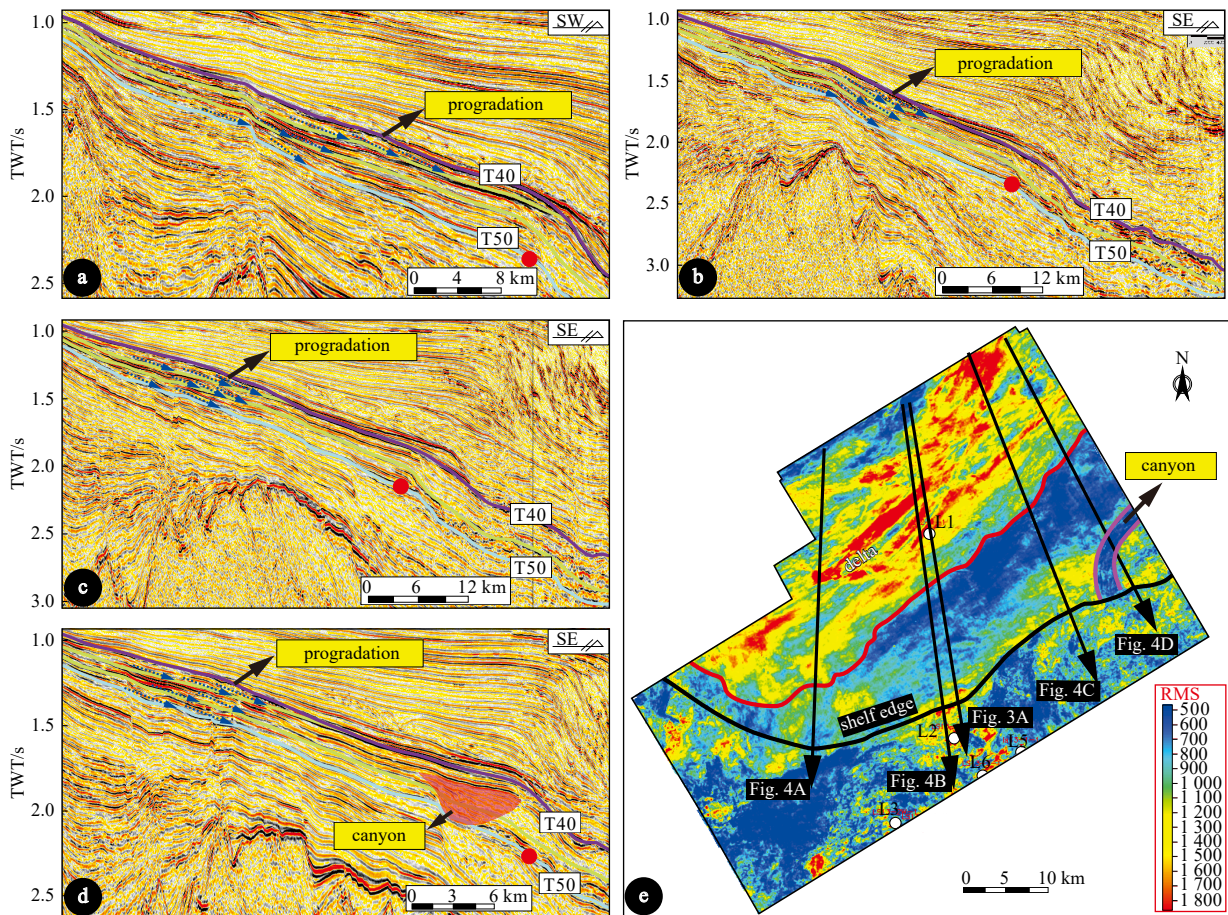 1.0
1.5
2.0
2.5
TWT/s
SW
progradation
T40
T50
0 4 8 km
a
1.0
1.5
2.0
2.5
3.0
TWT/s
SE
progradation
T40
T50
0 6 12 km
b
1.0
1.5
2.0
2.5
3.0
TWT/s
SE
progradation
T40
T50
0 6 12 km
c
1.0
1.5
2.0
2.5
TWT/s
SE
progradation
canyon
T40
T50
0 3 6 km
d
N
canyon
L1
delta
shelf edge
Fig. 4D
Fig. 4C
Fig. 3A
L2
L5
L6
Fig. 4A
Fig. 4B
L3
0 5 10 km
e
RMS
500
600
700
800
900
1 000
1 100
1 200
1 300
1 400
1 500
1 600
1 700
1 800